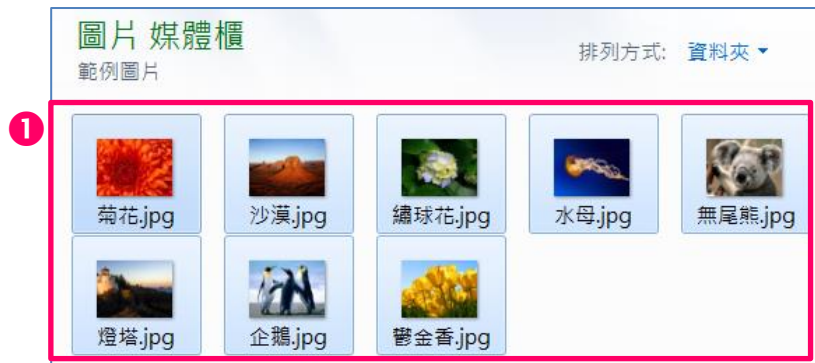 圖片 媒體櫃
範例圖片
排列方式: 資料夾
1
菊花.jpg 沙漠.jpg 繡球花.jpg 水母.jpg 無尾熊.jpg
燈塔.jpg 企鵝.jpg 鬱金香.jpg